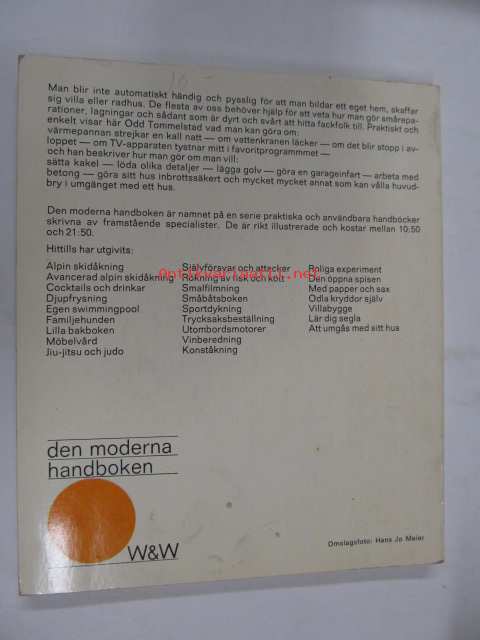 Man blir inte automatiskt händig och pysslig för att man bildar ett eget hem, skaffar
sig villa eller radhus. De flesta av oss behöver hjälp för att veta hur man gör smårepa-
rationer, lagningar och sådant som är dyrt och svårt att hitta fackfolk till. Praktiskt och
enkelt visar här Odd Tommelstad vad man kan göra om:
värmepannan strejkar en kall natt — om vattenkranen läcker — om det blir stopp i av-
loppet — om TV-apparaten tystnar mitt i favoritprogrammmet —
och han beskriver hur man gör om man vill:
sätta kakel — löda olika detaljer — lägga golv — göra en garageinfart — arbeta med
betong — göra sitt hus inbrottssäkert och mycket mycket annat som kan vålla huvud-
bry i umgänget med ett hus.
Den moderna handboken är namnet på en serie praktiska och användbara handböcker
skrivna av framstående specialister. De är rikt illustrerade och kostar mellan 10:50
och 21:50.
Hittills har utgivits:
Alpin skidåkning
Avancerad alpin skidåkning
Cocktails och drinkar
Djupfrysning
Egen swimmingpool
Familjehunden
Lilla bakboken
Möbelvård
Jiu-jitsu och judo
Självförsvar och attacker
Rökning av fisk och kött
Smalfilmning
Småbåtsboken
Sportdykning
Trycksaksbeställning
Utombordsmotorer
Vinberedning
Konståkning
Roliga experiment
Den öppna spisen
Med papper och sax
Odla kryddor själv
Villabygge
Lär dig segla
Att umgås med sitt hus
den moderna
handboken
W&W
Omslagsfoto: Hans Jo Meier